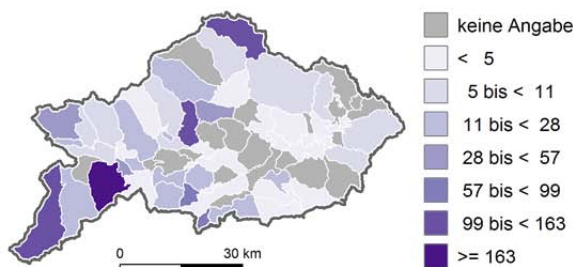 keine Angabe
< 5
5 bis < 11
11 bis < 28
28 bis < 57
57 bis < 99
99 bis < 163
>= 163
0 30 km